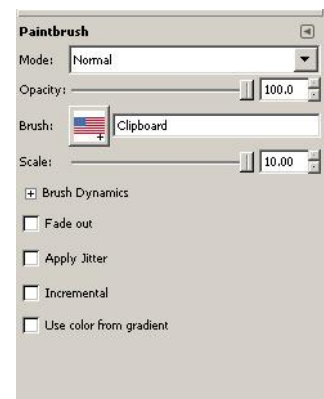 Paintbrush
Mode: Normal
Opacity: 100.0
Brush: Clipboard
Scale: 10.00
Brush Dynamics
Fade out
Apply Jitter
Incremental
Use color from gradient